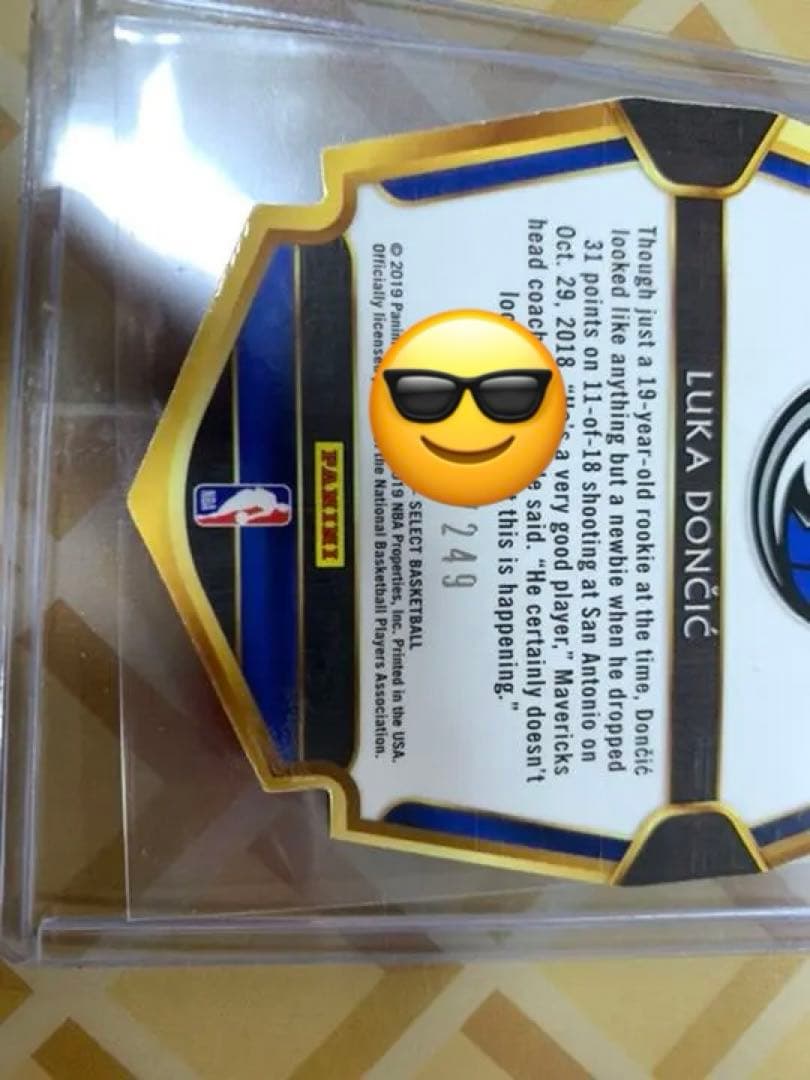 LUKA DONČIĆ
Though just a 19-year-old rookie at the time, Dončić
looked like anything but a newbie when he dropped
31 points on 11-of-18 shooting at San Antonio on
Oct. 29, 2018. "He's a very good player," Mavericks
head coach said. "He certainly doesn't
this is happening."
249
SELECT BASKETBALL
© 2019 Panini 19 NBA Properties, Inc. Printed in the USA.
Officially licensed the National Basketball Players Association.
PANINI
NBA